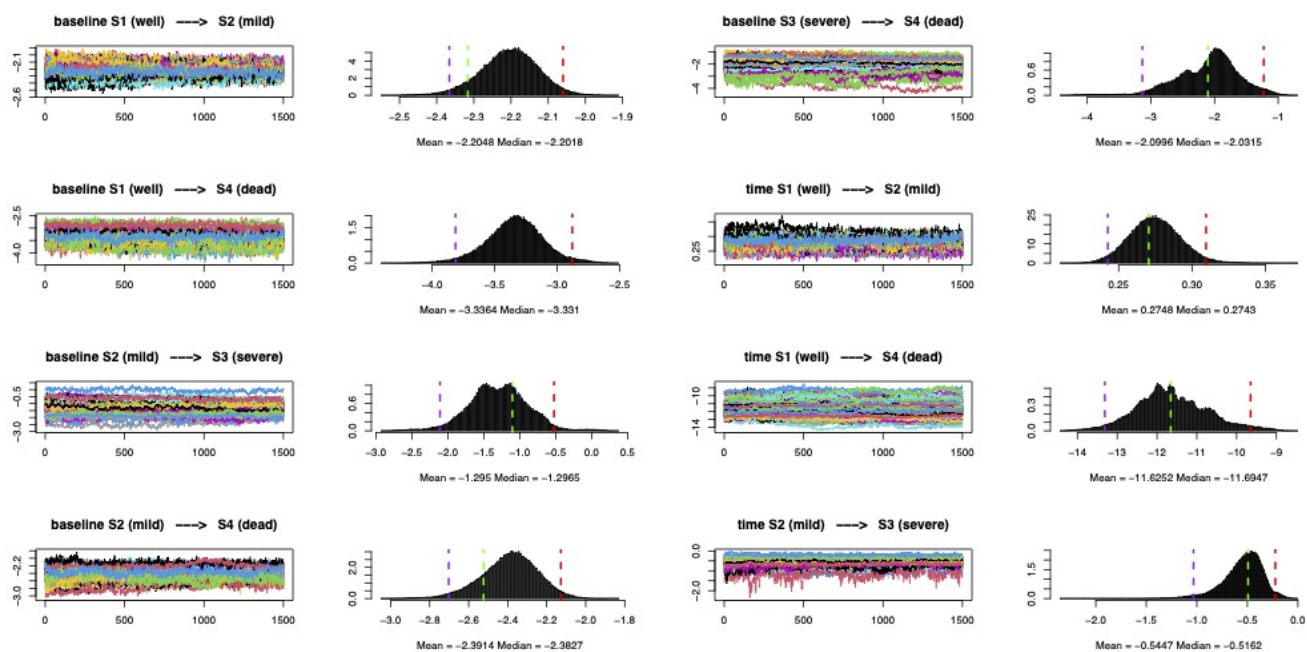 baseline S1 (well) −−−> S2 (mild)
−2.1
−2.6
0 500 1000 1500
4
2
0
−2.5 −2.4 −2.3 −2.2 −2.1 −2.0 −1.9
Mean = −2.2048 Median = −2.2018
baseline S3 (severe) −−−> S4 (dead)
−2
−4
0 500 1000 1500
0.6
0.0
−4 −3 −2 −1
Mean = −2.0996 Median = −2.0315
baseline S1 (well) −−−> S4 (dead)
−2.5
−4.0
0 500 1000 1500
1.5
0.0
−4.0 −3.5 −3.0 −2.5
Mean = −3.3364 Median = −3.331
time S1 (well) −−−> S2 (mild)
0.25
0 500 1000 1500
25
10
0
0.25 0.30 0.35
Mean = 0.2748 Median = 0.2743
baseline S2 (mild) −−−> S3 (severe)
−0.5
−3.0
0 500 1000 1500
0.6
0.0
−3.0 −2.5 −2.0 −1.5 −1.0 −0.5 0.0 0.5
Mean = −1.295 Median = −1.2965
time S1 (well) −−−> S4 (dead)
−10
−14
0 500 1000 1500
0.3
0.0
−14 −13 −12 −11 −10 −9
Mean = −11.6252 Median = −11.6947
baseline S2 (mild) −−−> S4 (dead)
−2.2
−3.0
0 500 1000 1500
2.0
0.0
−3.0 −2.8 −2.6 −2.4 −2.2 −2.0 −1.8
Mean = −2.3914 Median = −2.3827
time S2 (mild) −−−> S3 (severe)
0.0
−2.0
0 500 1000 1500
1.5
0.0
−2.0 −1.5 −1.0 −0.5 0.0
Mean = −0.5447 Median = −0.5162